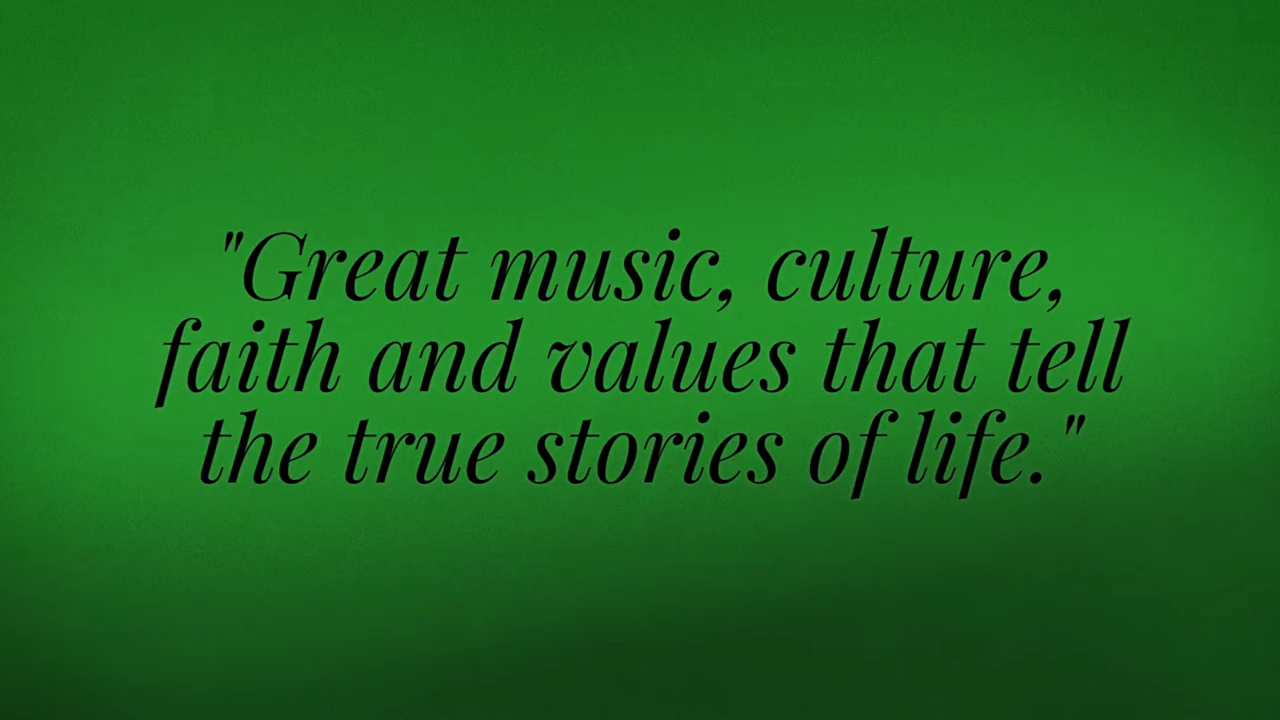 "Great music, culture,
faith and values that tell
the true stories of life."